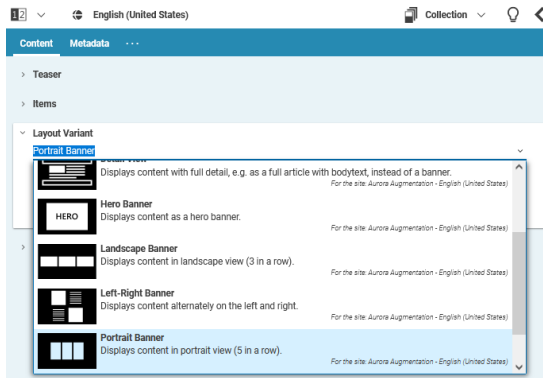 12
English (United States)
Collection
Content Metadata ...
Teaser
Items
Layout Variant
Portrait Banner
Detail View
Displays content with full detail, e.g. as a full article with bodytext, instead of a banner.
For the site: Aurora Augmentation - English (United States)
HERO
Hero Banner
Displays content as a hero banner.
For the site: Aurora Augmentation - English (United States)
Landscape Banner
Displays content in landscape view (3 in a row).
For the site: Aurora Augmentation - English (United States)
Left-Right Banner
Displays content alternately on the left and right.
For the site: Aurora Augmentation - English (United States)
Portrait Banner
Displays content in portrait view (5 in a row).
For the site: Aurora Augmentation - English (United States)